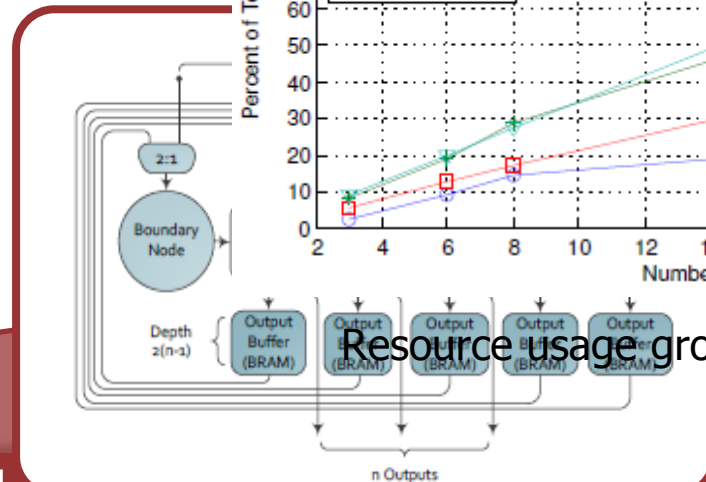 Percent of T
60
50
40
30
20
10
0
2 4 6 8 10 12
Numbe
2:1
Boundary
Node
Depth
2(n-1)
Output
Buffer
(BRAM)
Output
Buffer
(BRAM)
Output
Buffer
(BRAM)
Output
Buffer
(BRAM)
Output
Buffer
(BRAM)
Resource usage gro
n Outputs